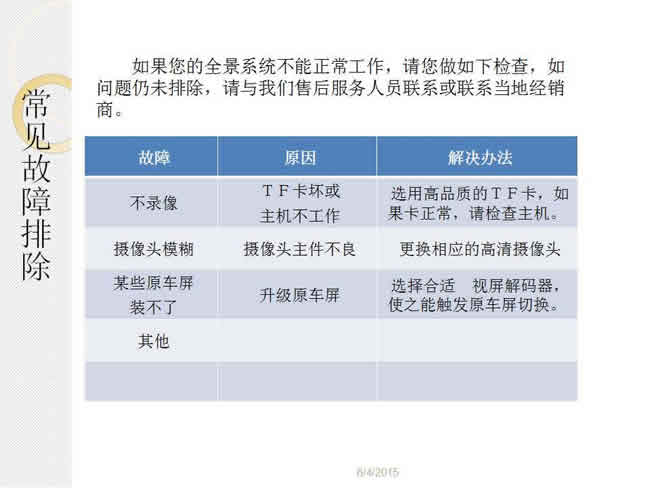 常见故障排除
如果您的全景系统不能正常工作，请您做如下检查，如
问题仍未排除，请与我们售后服务人员联系或联系当地经销
商。
故障 原因 解决办法
不录像
ＴＦ卡坏或
主机不工作
选用高品质的ＴＦ卡，如
果卡正常，请检查主机。
摄像头模糊 摄像头主件不良 更换相应的高清摄像头
某些原车屏
装不了
升级原车屏
选择合适　视屏解码器，
使之能触发原车屏切换。
其他
6/4/2015